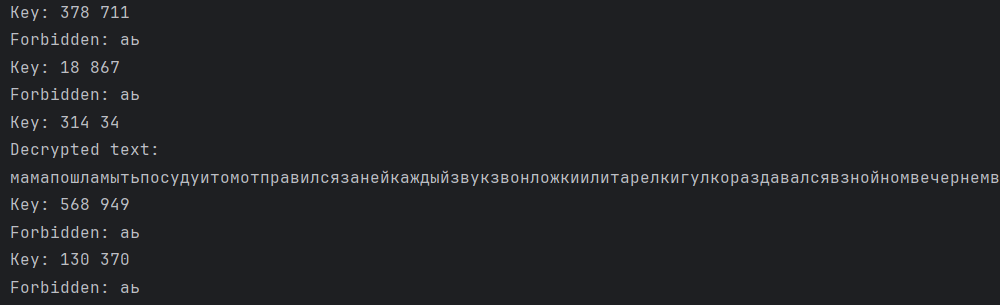 Key: 378 711
Forbidden: аь
Key: 18 867
Forbidden: аь
Key: 314 34
Decrypted text:
мамапошламытьпосудуитомотправилсязанейкаждыйзвукзвонложкиилитарелкигулкораздавалсявзнойномвечернемв
Key: 568 949
Forbidden: аь
Key: 130 370
Forbidden: аь